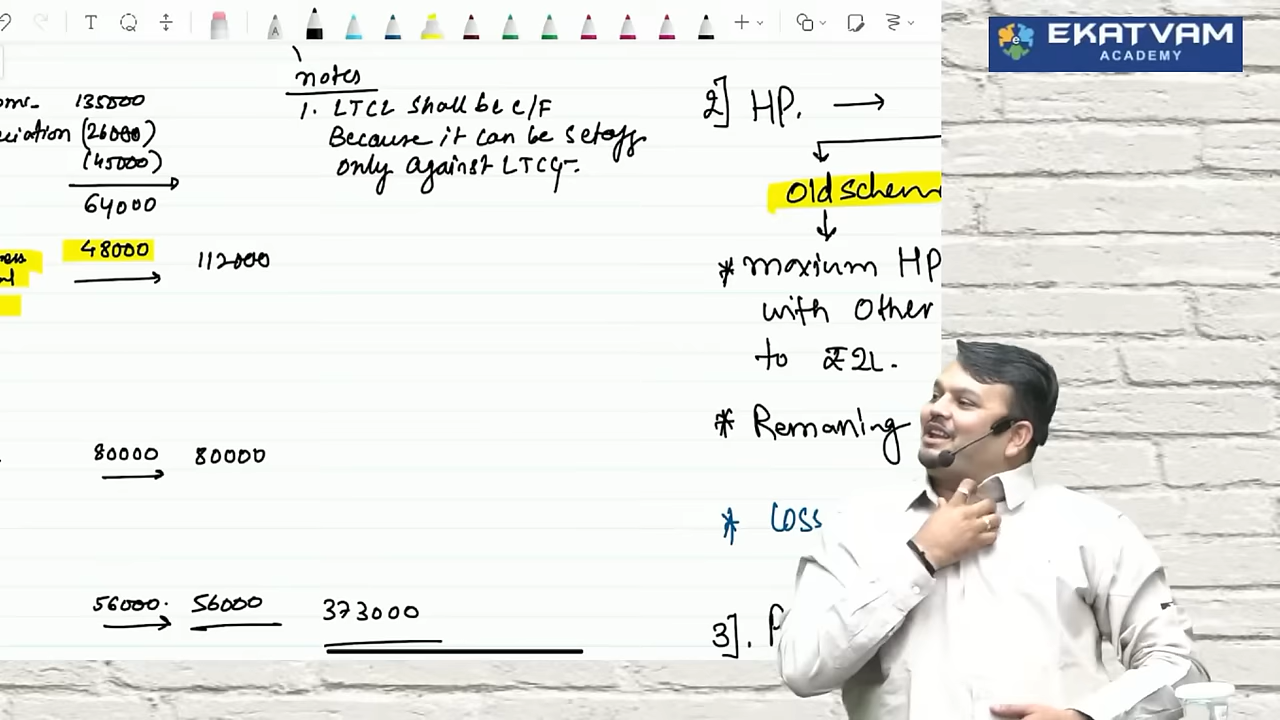 EKATVAM
ACADEMY
notes
1. LTCL Shall be C/F
Because it can be Setoff
only against LTCG.
135000
(26000)
(45000)
64000
48000 112000
80000 80000
56000. 56000 373000
2] HP. →
Old Schem
* maxium HP
with Other
to ₹2L.
* Remaning
* Loss
3].